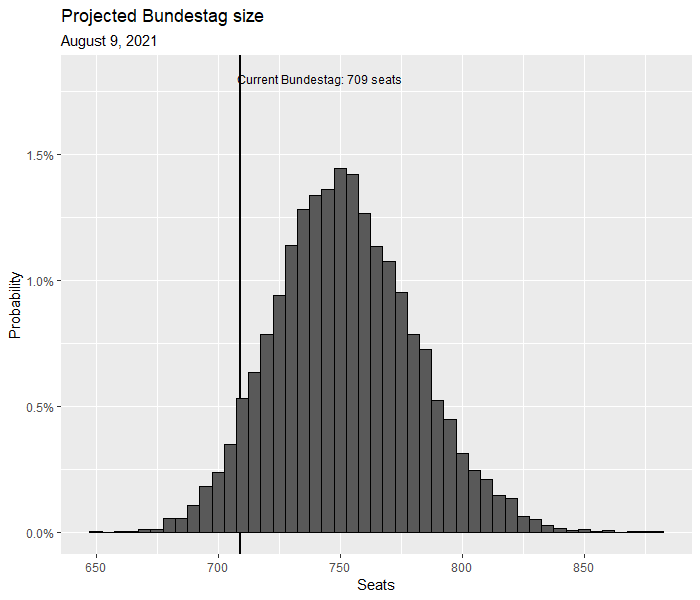 Projected Bundestag size
August 9, 2021
Current Bundestag: 709 seats
1.5%
1.0%
0.5%
0.0%
Probability
650 700 750 800 850
Seats